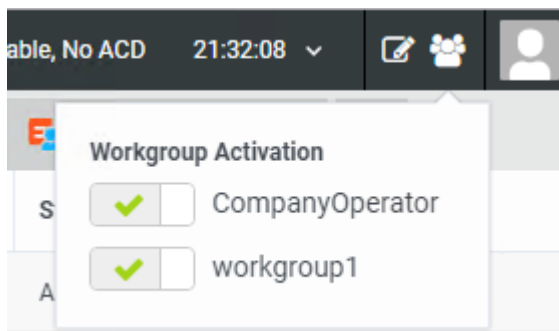 able, No ACD 21:32:08
Workgroup Activation
S
CompanyOperator
workgroup1
A